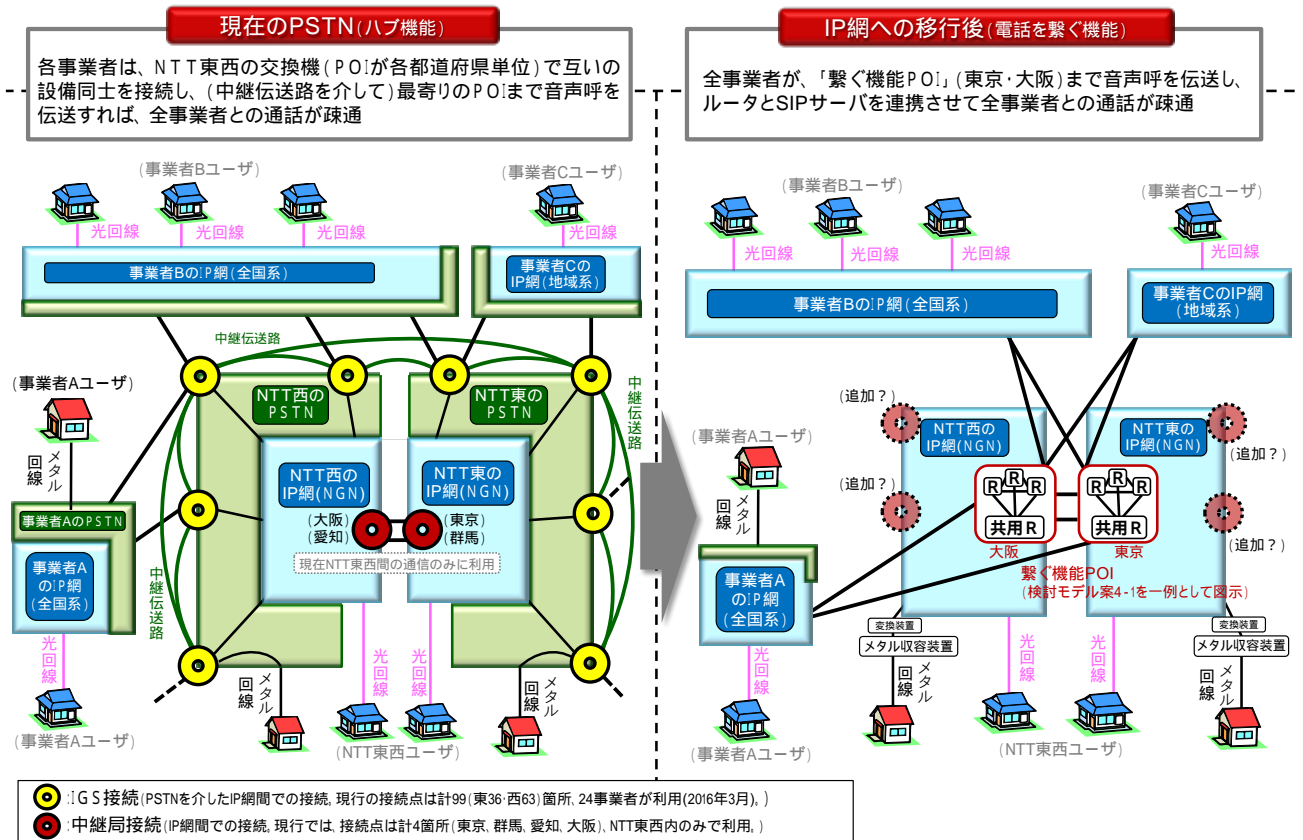 現在のPSTN(ハブ機能)
各事業者は、NTT東西の交換機(POIが各都道府県単位)で互いの
設備同士を接続し、(中継伝送路を介して)最寄りのPOIまで音声呼を
伝送すれば、全事業者との通話が疎通
(事業者Bユーザ)
(事業者Cユーザ)
光回線
光回線
光回線
光回線
事業者BのIP網(全国系)
事業者Cの
IP網(地域系)
中継伝送路
(事業者Aユーザ)
NTT西の
PSTN
NTT東の
PSTN
中継伝送路
メタル
回線
事業者AのPSTN
NTT西の
IP網(NGN)
NTT東の
IP網(NGN)
(大阪)
(愛知)
(東京)
(群馬)
現在NTT東西間の通信のみに利用
事業者A
のIP網
(全国系)
中継伝送路
光回線
メタル
回線
光回線
光回線
メタル
回線
(事業者Aユーザ)
(NTT東西ユーザ)
IP網への移行後(電話を繋ぐ機能)
全事業者が、「繋ぐ機能POI」(東京・大阪)まで音声呼を伝送し、
ルータとSIPサーバを連携させて全事業者との通話が疎通
(事業者Bユーザ)
(事業者Cユーザ)
光回線
光回線
光回線
光回線
事業者BのIP網(全国系)
事業者CのIP網
(地域系)
(追加?)
NTT西の
IP網(NGN)
NTT東の
IP網(NGN)
(追加?)
(事業者Aユーザ)
(追加?)
R R R
共用R
R R R
共用R
(追加?)
メタル
回線
大阪
東京
繋ぐ機能POI
(検討モデル案4-1を一例として図示)
事業者A
のIP網
(全国系)
変換装置
メタル収容装置
変換装置
メタル収容装置
光回線
メタル
回線
光回線
光回線
メタル
回線
(事業者Aユーザ)
(NTT東西ユーザ)
:IGS接続(PSTNを介したIP網間での接続。現行の接続点は計99(東36・西63)箇所、24事業者が利用(2016年3月)。)
:中継局接続(IP網間での接続。現行では、接続点は計4箇所(東京、群馬、愛知、大阪)、NTT東西内のみで利用。)